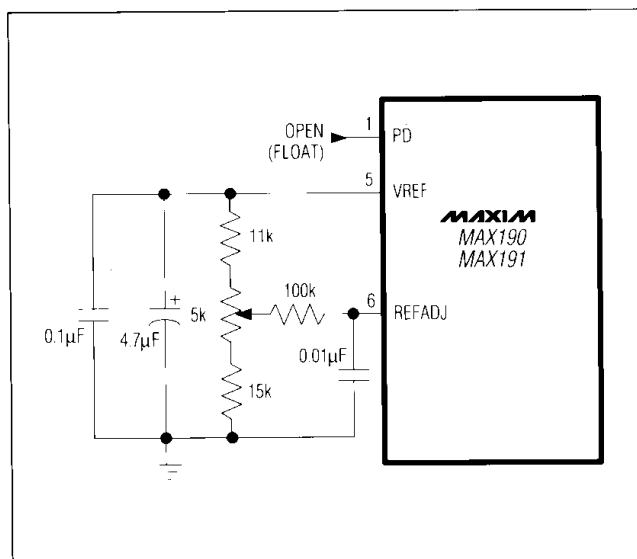 OPEN
(FLOAT)
1
PD
5
VREF
MAXIM
MAX190
MAX191
11k
100k
5k
6
REFADJ
0.1µF
4.7µF
+
0.01µF
15k